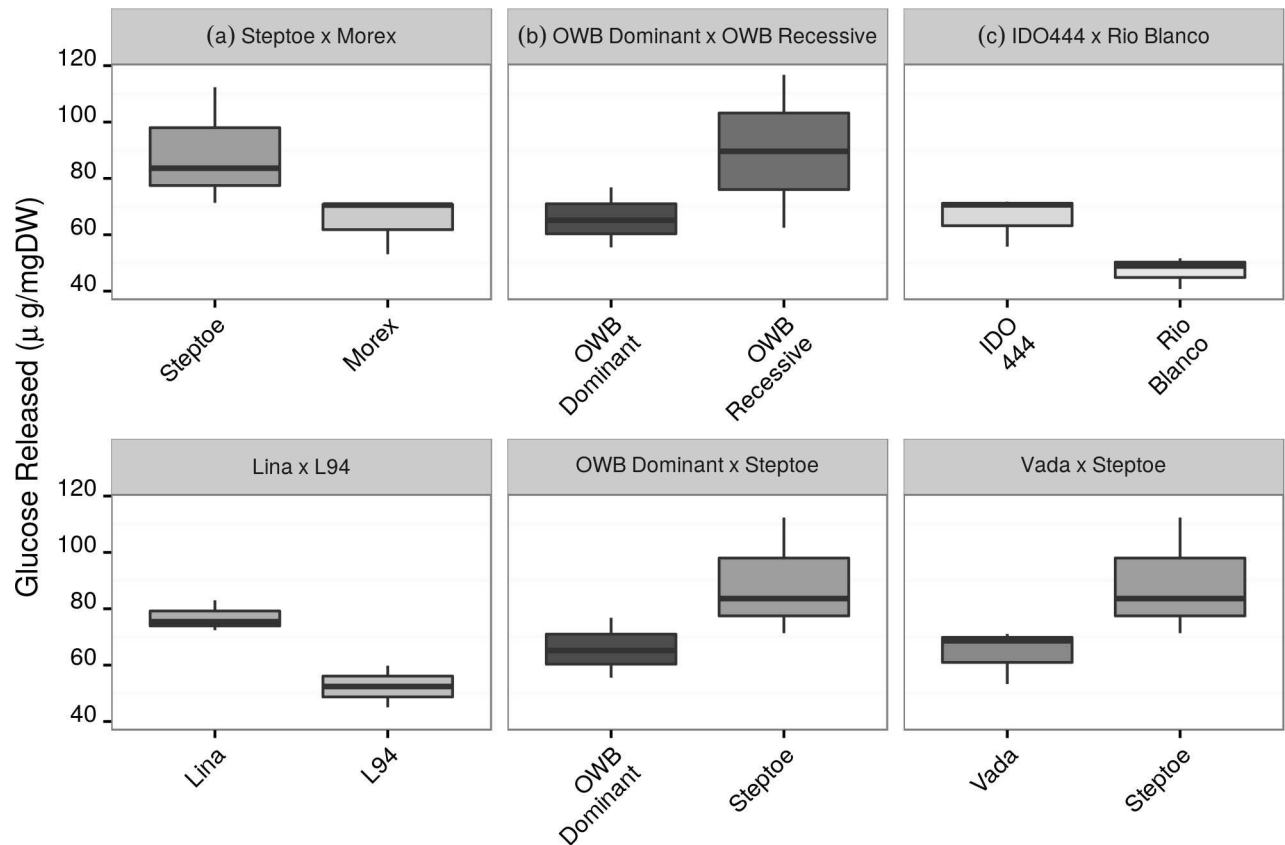 Glucose Released (μ g/mgDW)
(a) Steptoe x Morex
(b) OWB Dominant x OWB Recessive
(c) IDO444 x Rio Blanco
120
100
80
60
40
Steptoe
Morex
OWB
Dominant
OWB
Recessive
IDO
444
Rio
Blanco
Lina x L94
OWB Dominant x Steptoe
Vada x Steptoe
120
100
80
60
40
Lina
L94
OWB
Dominant
Steptoe
Vada
Steptoe